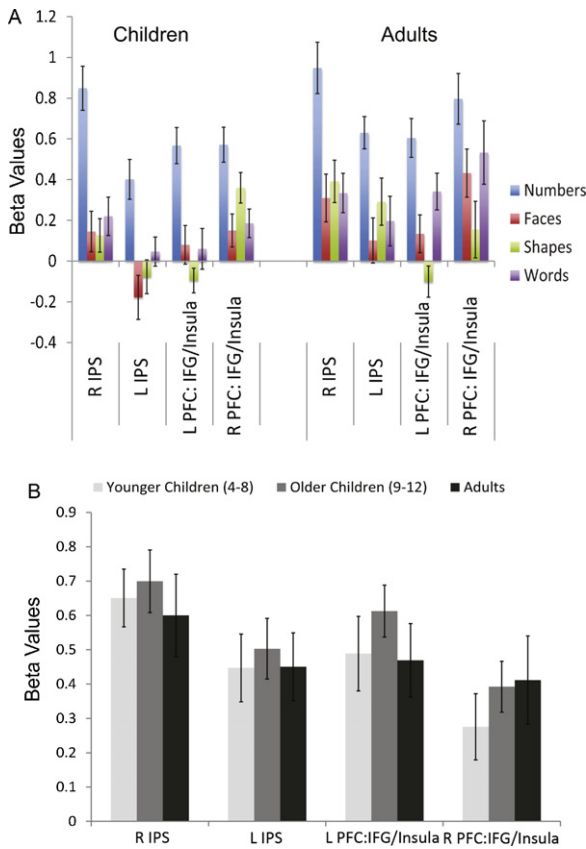 A
Children
Adults
Beta Values
1.2
1
0.8
0.6
0.4
0.2
0
-0.2
-0.4
Numbers
Faces
Shapes
Words
R IPS
L IPS
L PFC: IFG/Insula
R PFC: IFG/Insula
R IPS
L IPS
L PFC: IFG/Insula
R PFC: IFG/Insula
B
Younger Children (4-8) Older Children (9-12) Adults
Beta Values
0.9
0.8
0.7
0.6
0.5
0.4
0.3
0.2
0.1
0
R IPS L IPS L PFC:IFG/Insula R PFC:IFG/Insula